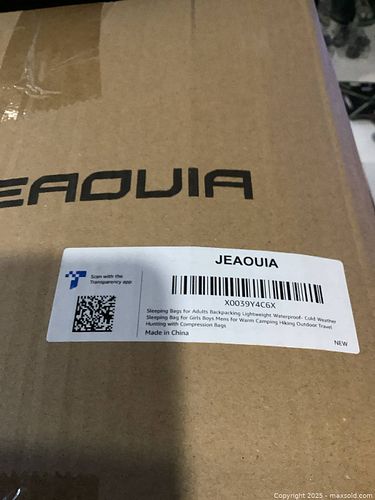 EAOUIA
JEAOUIA
Scan with the
Transparency app
X0039Y4C6X
Sleeping Bags for Adults Backpacking Lightweight Waterproof- Cold Weather
Sleeping Bag for Girls Boys Mens for Warm Camping Hiking Outdoor Travel
Hunting with Compression Bags
Made in China
NEW
Copyright 2025 - maxsold.com